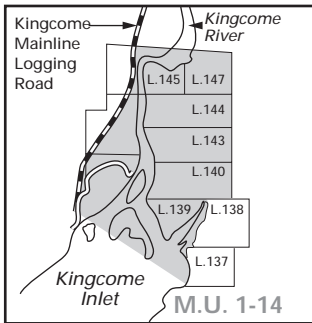 Kingcome
Mainline
Logging
Road
Kingcome
River
L.145
L.147
L.144
L.143
L.140
L.139
L.138
L.137
Kingcome
Inlet
M.U. 1-14